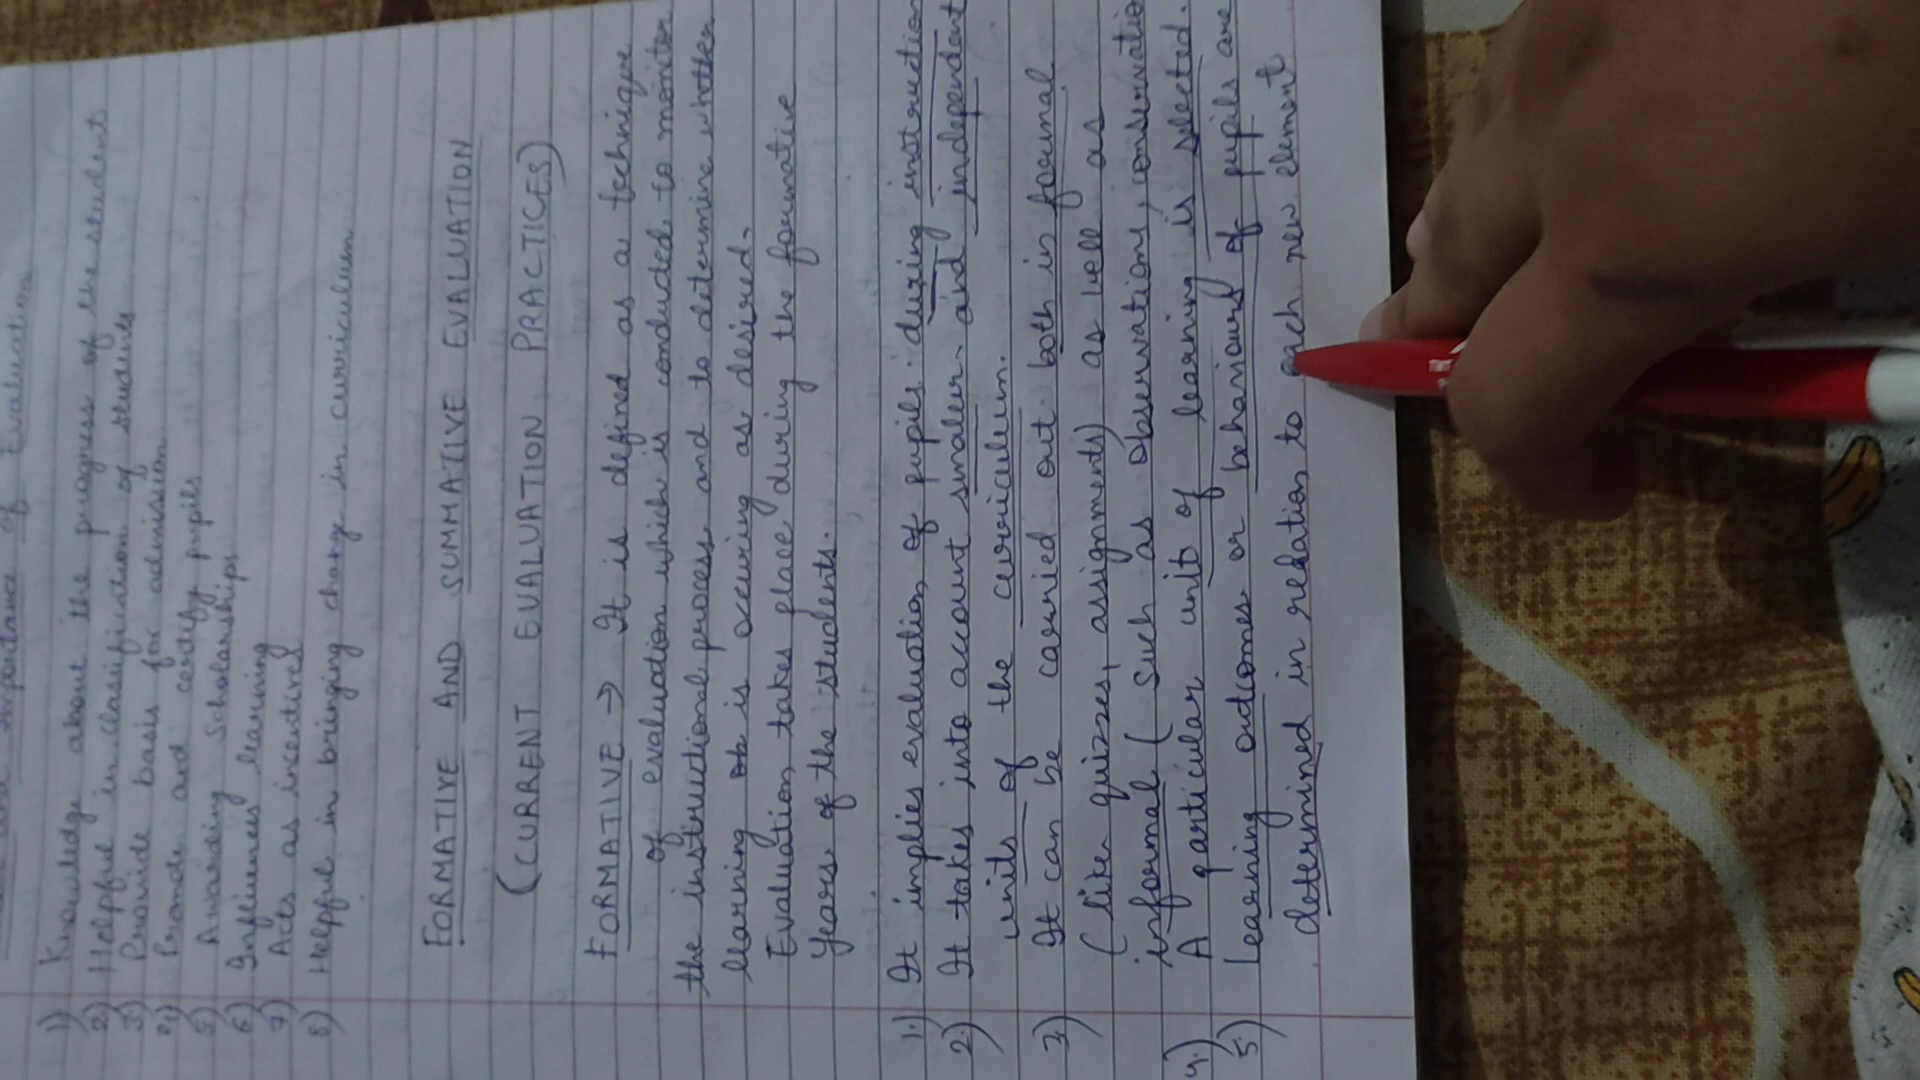 Importance of Evaluation
1) Knowledge about the progress of the student
2) Helpful in classification of students
3) Provide basis for admission
4) Promote and certify pupils
5) Awarding Scholarships
6) Influences learning
7) Acts as incentives
8) Helpful in bringing change in curriculum
FORMATIVE AND SUMMATIVE EVALUATION
(CURRENT EVALUATION PRACTICES)
FORMATIVE → It is defined as a technique
of evaluation which is conducted to monitor
the instructional process and to determine whether
learning is occuring as desired.
Evaluation takes place during the formative
years of the students.
1.) It implies evaluation of pupils during instruction
2) It takes into account smaller and independent
units of the curriculum.
3) It can be carried out both in formal
(like quizzes, assignments) as well as
informal (Such as observations, conservation
4.) A particular unit of learning is selected.
5.) Learning outcomes or behaviours of pupils are
determined in relation to each new element